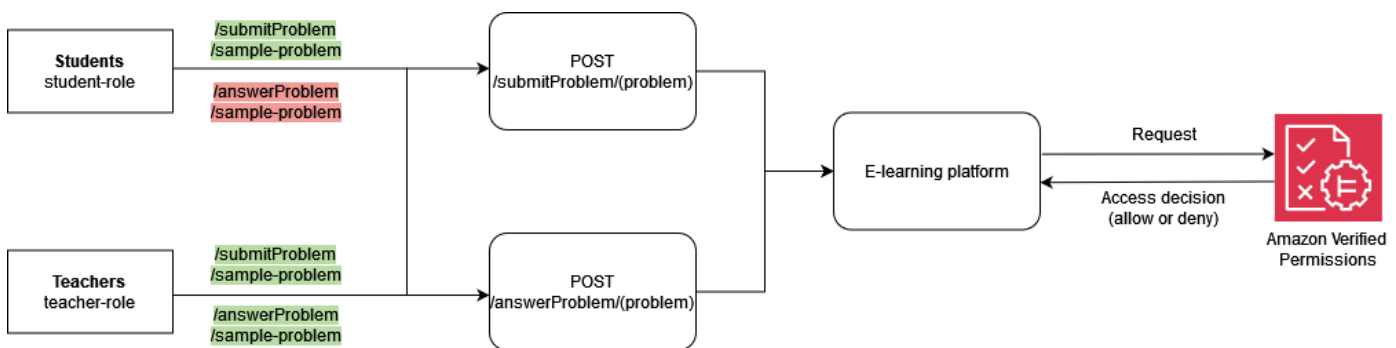 Students
student-role
/submitProblem
/sample-problem
/answerProblem
/sample-problem
POST
/submitProblem/(problem)
E-learning platform
Request
Access decision
(allow or deny)
Amazon Verified
Permissions
Teachers
teacher-role
/submitProblem
/sample-problem
/answerProblem
/sample-problem
POST
/answerProblem/(problem)